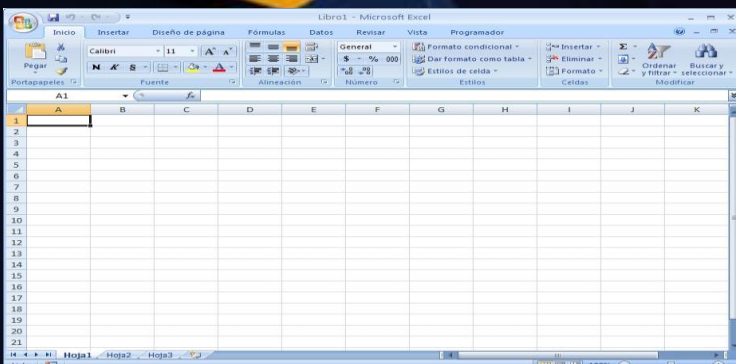 Libro1 - Microsoft Excel
Inicio Insertar Diseño de página Fórmulas Datos Revisar Vista Programador
Pegar
Calibri 11 A A
N K S A
General
$ % 000
Formato condicional
Dar formato como tabla
Estilos de celda
Insertar
Eliminar
Formato
Σ
Ordenar y filtrar
Buscar y seleccionar
Portapapeles Fuente Alineación Número Estilos Celdas Modificar
A1 fx
A B C D E F G H I J K
1
2
3
4
5
6
7
8
9
10
11
12
13
14
15
16
17
18
19
20
21
Hoja1 Hoja2 Hoja3